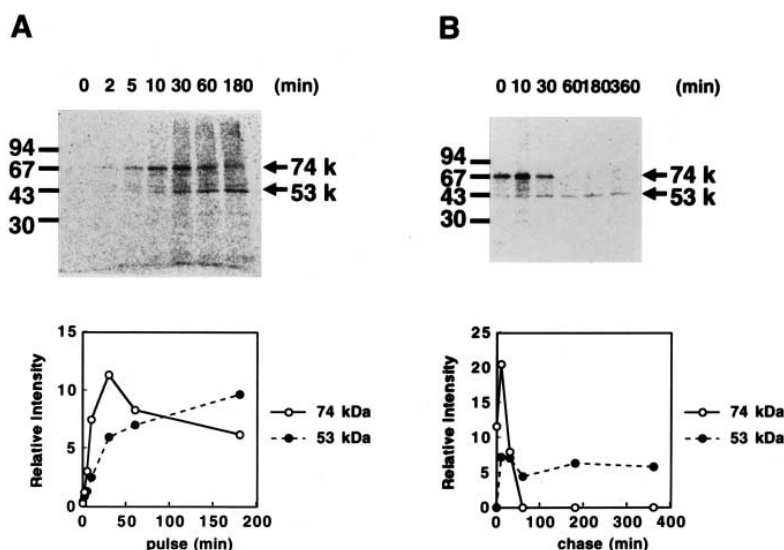 A
0 2 5 10 30 60 180 (min)
94
67
43
30
74 k
53 k
15
10
5
0
0 50 100 150 200
Relative Intensity
pulse (min)
74 kDa
53 kDa
B
0 10 30 60 180 360 (min)
94
67
43
30
74 k
53 k
25
20
15
10
5
0
0 100 200 300 400
Relative Intensity
chase (min)
74 kDa
53 kDa